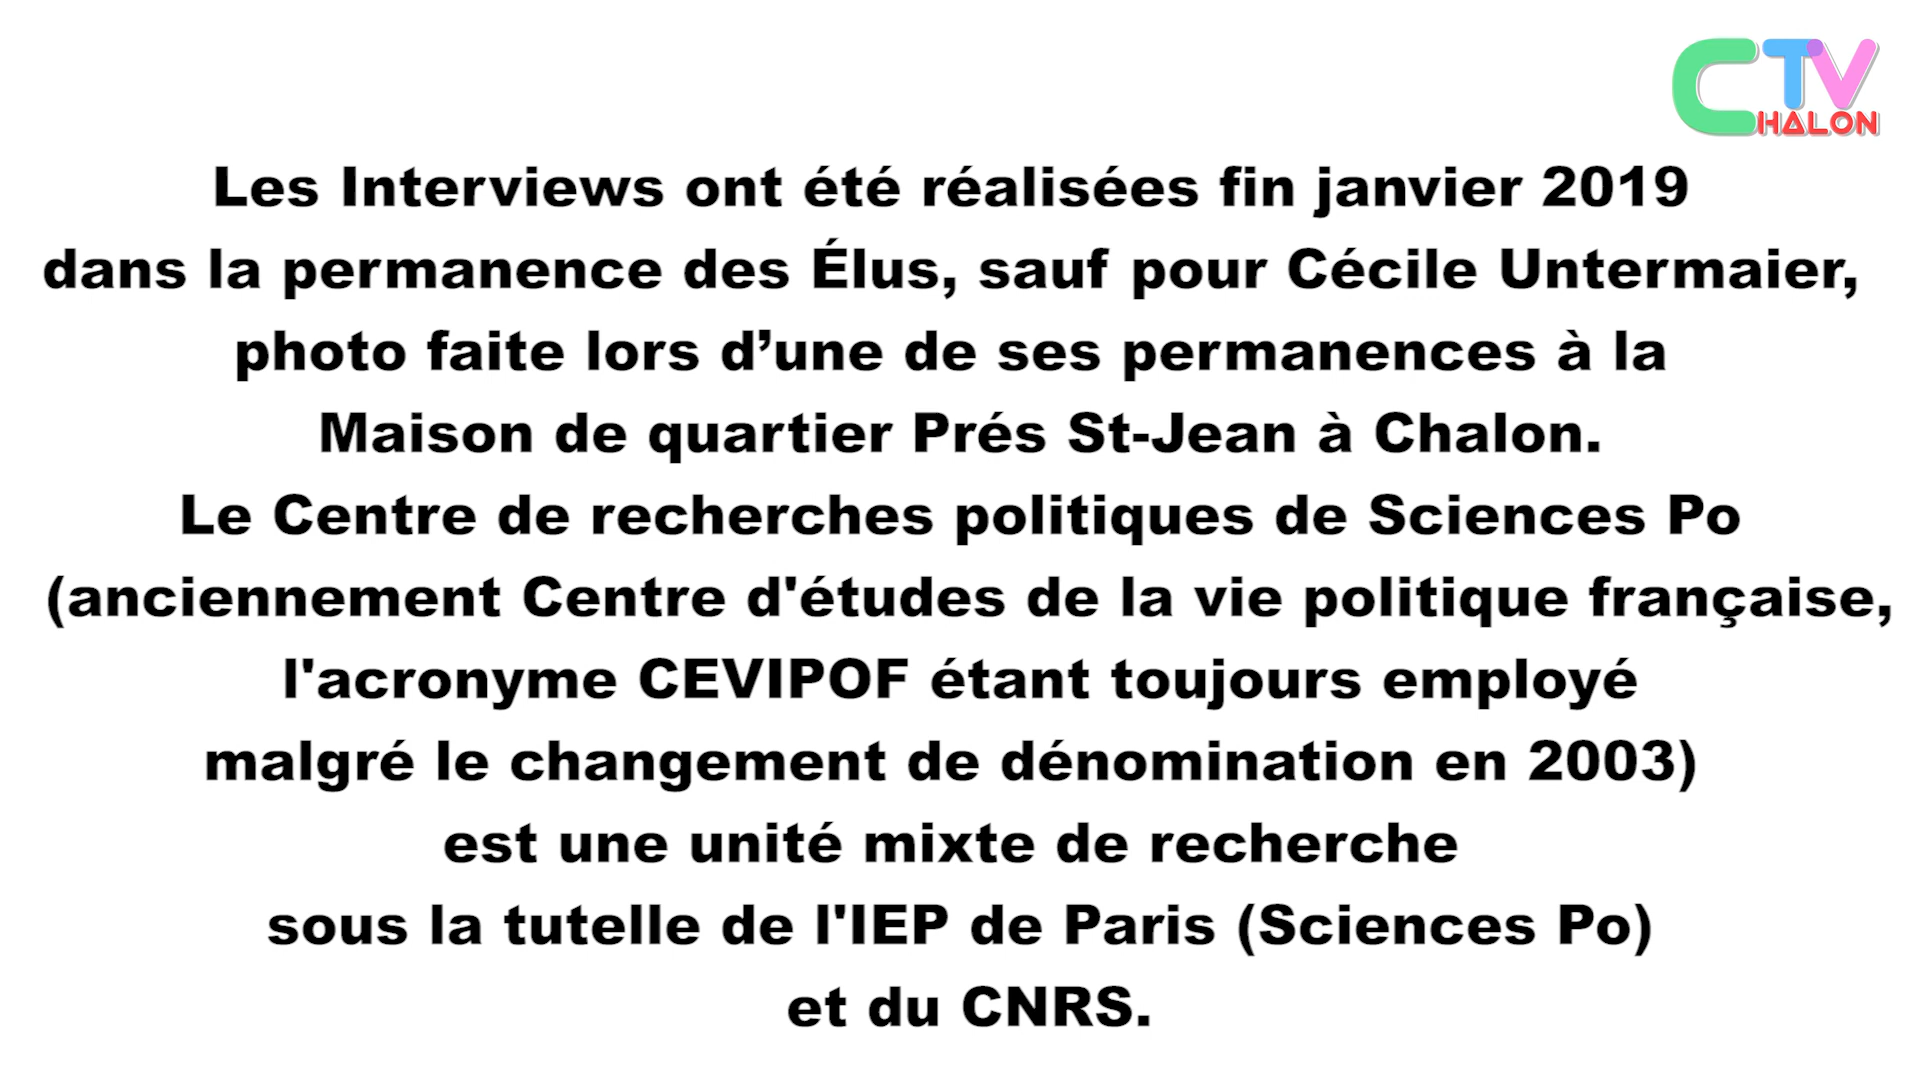 CTV
CHALON
Les Interviews ont été réalisées fin janvier 2019
dans la permanence des Élus, sauf pour Cécile Untermaier,
photo faite lors d’une de ses permanences à la
Maison de quartier Prés St-Jean à Chalon.
Le Centre de recherches politiques de Sciences Po
(anciennement Centre d'études de la vie politique française,
l'acronyme CEVIPOF étant toujours employé
malgré le changement de dénomination en 2003)
est une unité mixte de recherche
sous la tutelle de l'IEP de Paris (Sciences Po)
et du CNRS.